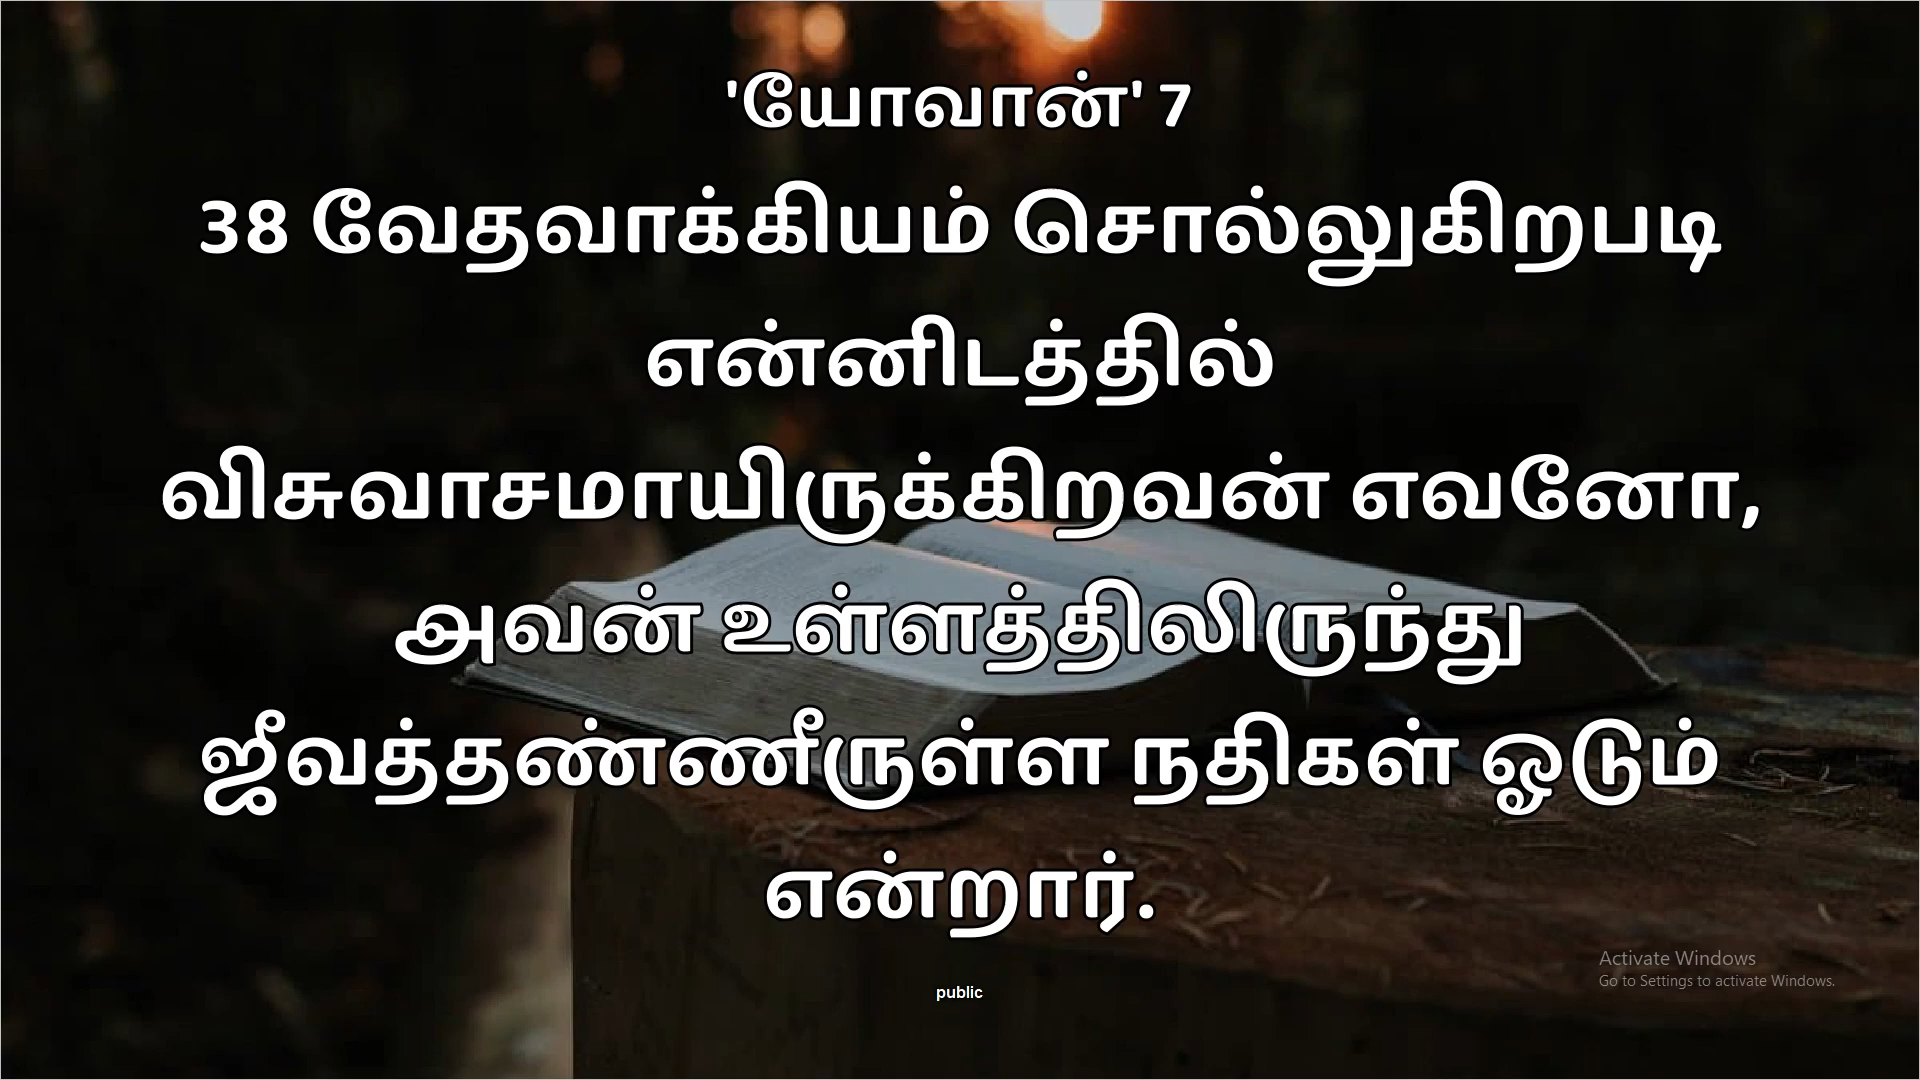 'யோவான்' 7
38 வேதவாக்கியம் சொல்லுகிறபடி
என்னிடத்தில்
விசுவாசமாயிருக்கிறவன் எவனோ,
அவன் உள்ளத்திலிருந்து
ஜீவத்தண்ணீருள்ள நதிகள் ஓடும்
என்றார்.
public
Activate Windows
Go to Settings to activate Windows.